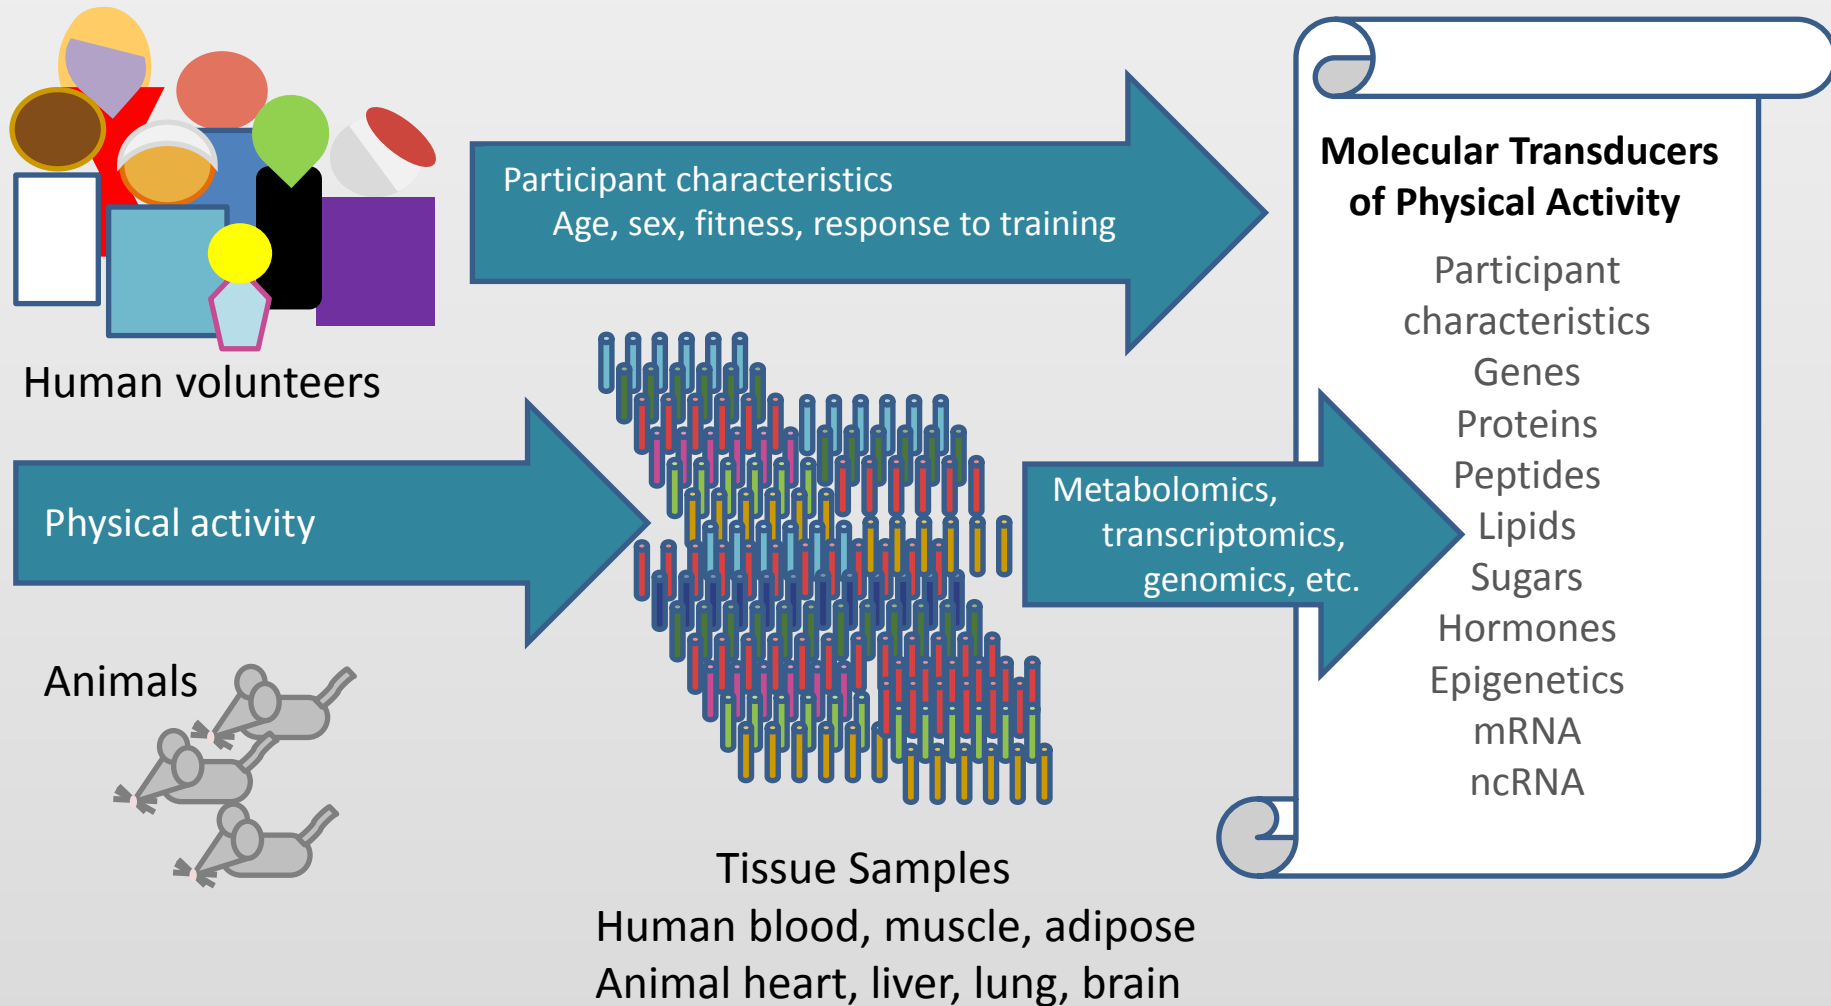 Human volunteers
Participant characteristics
Age, sex, fitness, response to training
Physical activity
Animals
Tissue Samples
Human blood, muscle, adipose
Animal heart, liver, lung, brain
Metabolomics,
transcriptomics,
genomics, etc.
Molecular Transducers
of Physical Activity
Participant
characteristics
Genes
Proteins
Peptides
Lipids
Sugars
Hormones
Epigenetics
mRNA
ncRNA